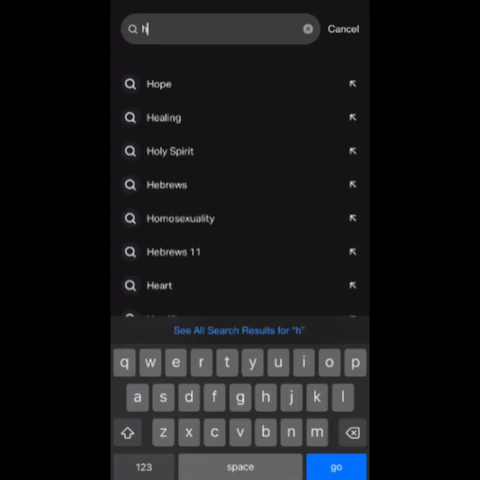 h
Cancel
Hope
Healing
Holy Spirit
Hebrews
Homosexuality
Hebrews 11
Heart
See All Search Results for "h"
q w e r t y u i o p
a s d f g h j k l
z x c v b n m
123 space go